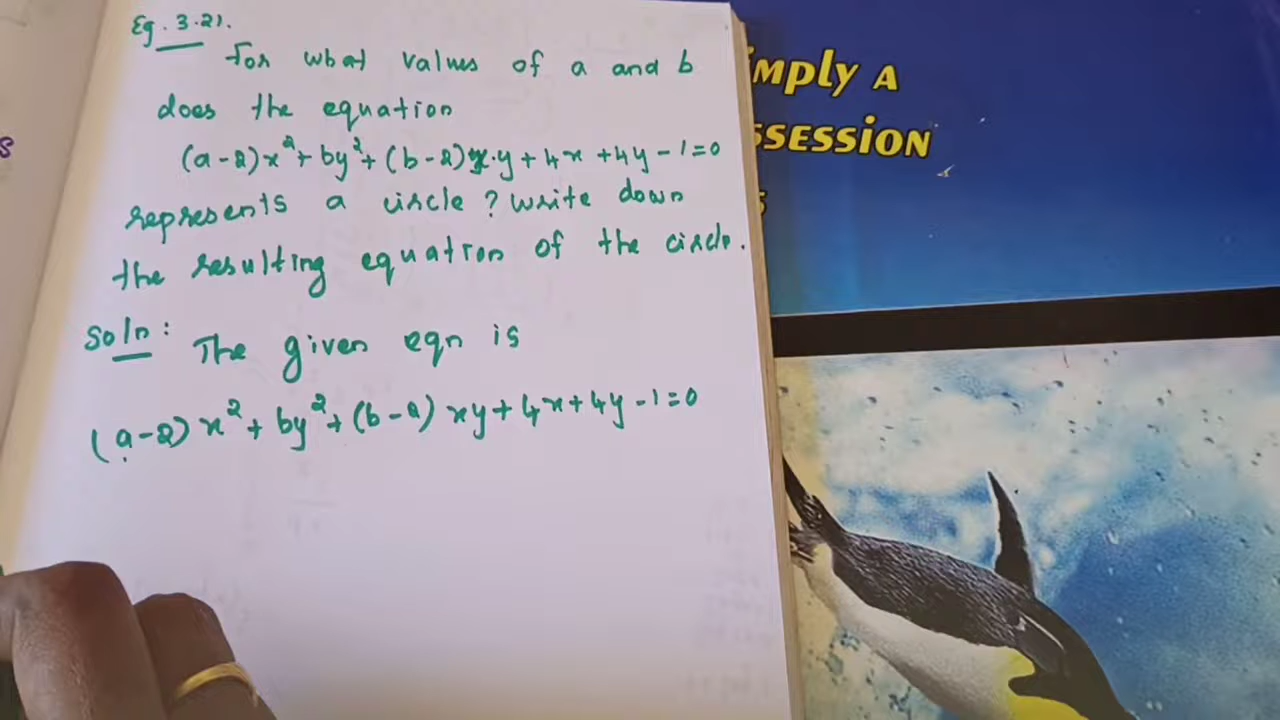 Eg. 3.21.
For what values of a and b
does the equation
(a-2)x²+by²+(b-2)x·y+4x+4y-1=0
represents a circle? Write down
the resulting equation of the circle.
Soln: The given eqn is
(a-2)x²+by²+(b-2)xy+4x+4y-1=0
s
imply A
ssession
s